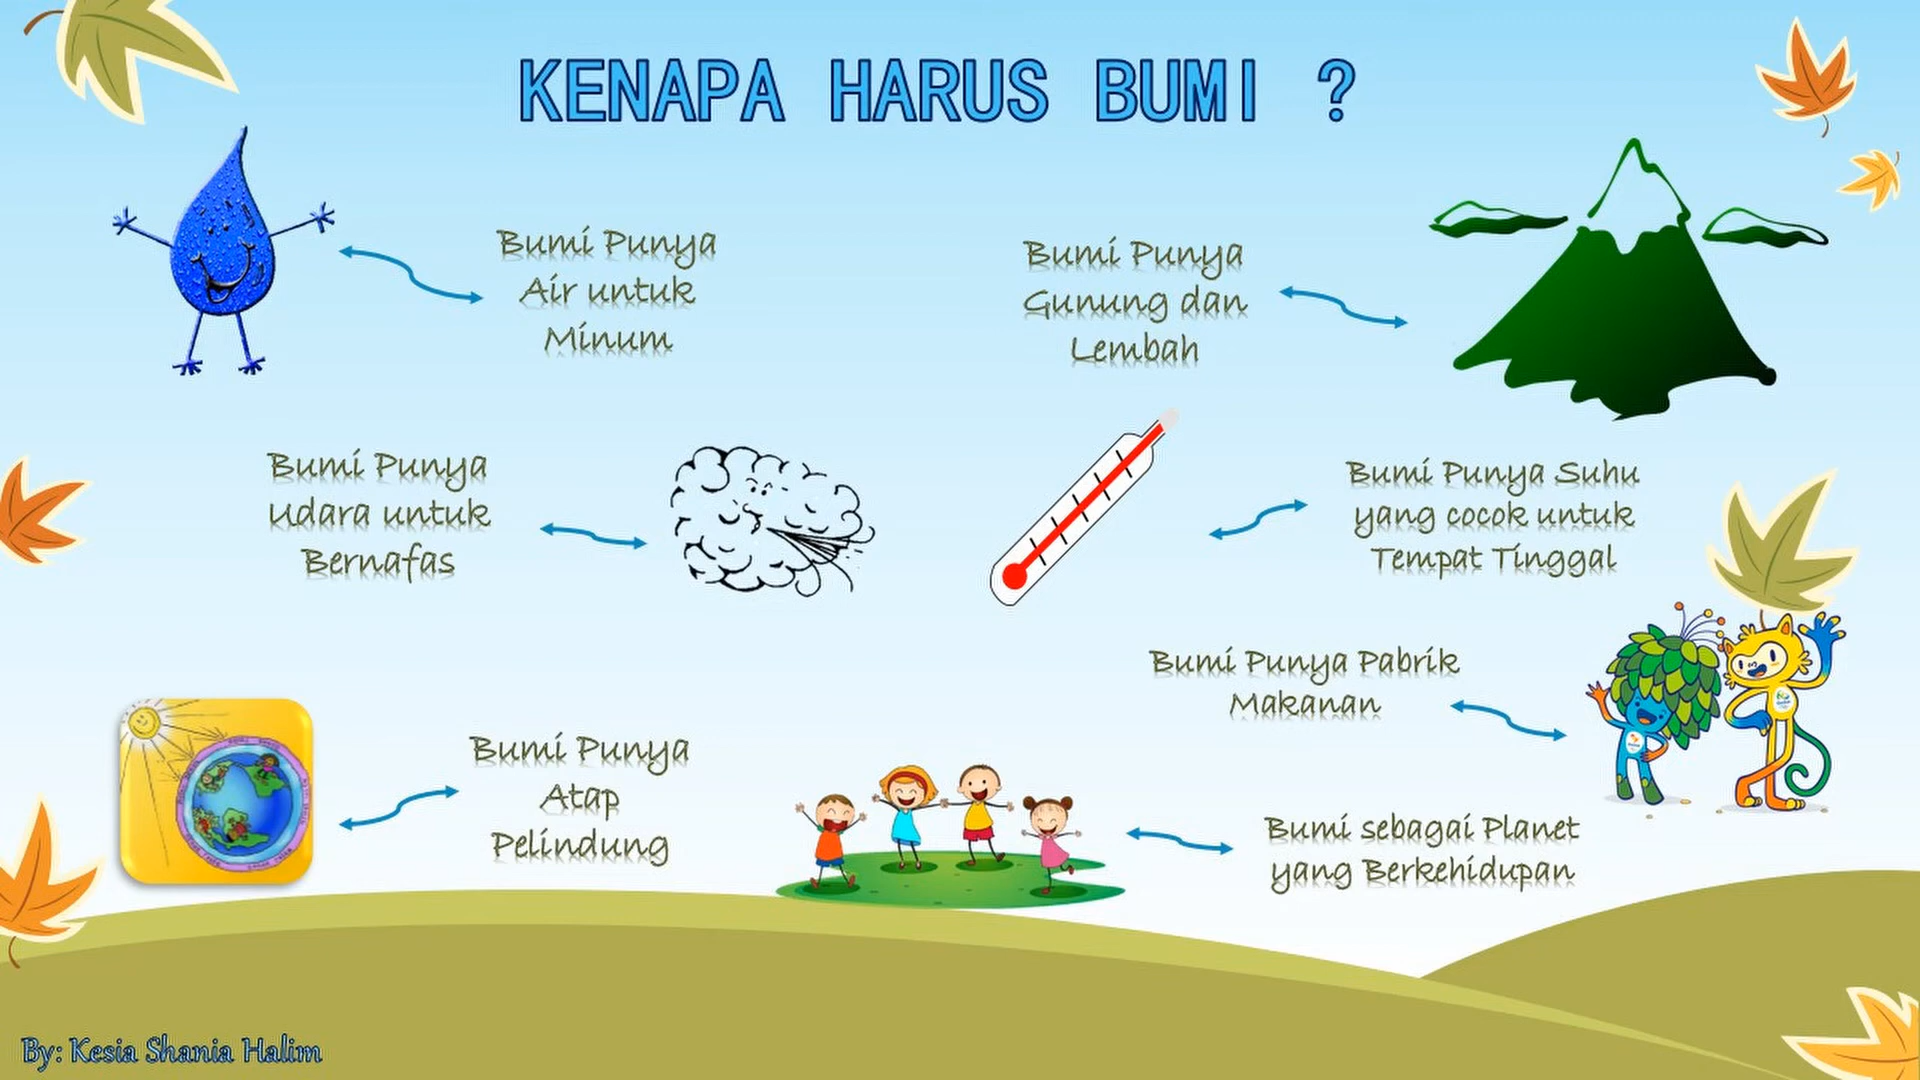 KENAPA HARUS BUMI ?
Bumi Punya
Air untuk
Minum
Bumi Punya
Gunung dan
Lembah
Bumi Punya
Udara untuk
Bernafas
Bumi Punya Suhu
yang cocok untuk
Tempat Tinggal
Bumi Punya Pabrik
Makanan
Bumi Punya
Atap
Pelindung
Bumi sebagai Planet
yang Berkehidupan
By: Kesia Shania Halim